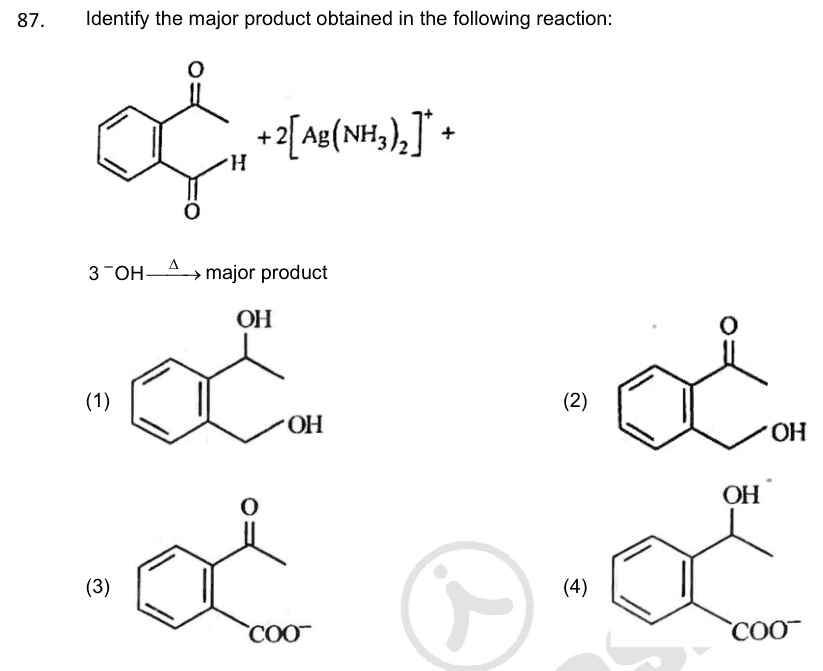 87. Identify the major product obtained in the following reaction:
O
H
+ 2[Ag(NH₃)₂]⁺ +
O
3 ⁻OH —Δ→ major product
OH
(1)
OH
O
(2)
OH
O
(3)
COO⁻
OH
(4)
COO⁻